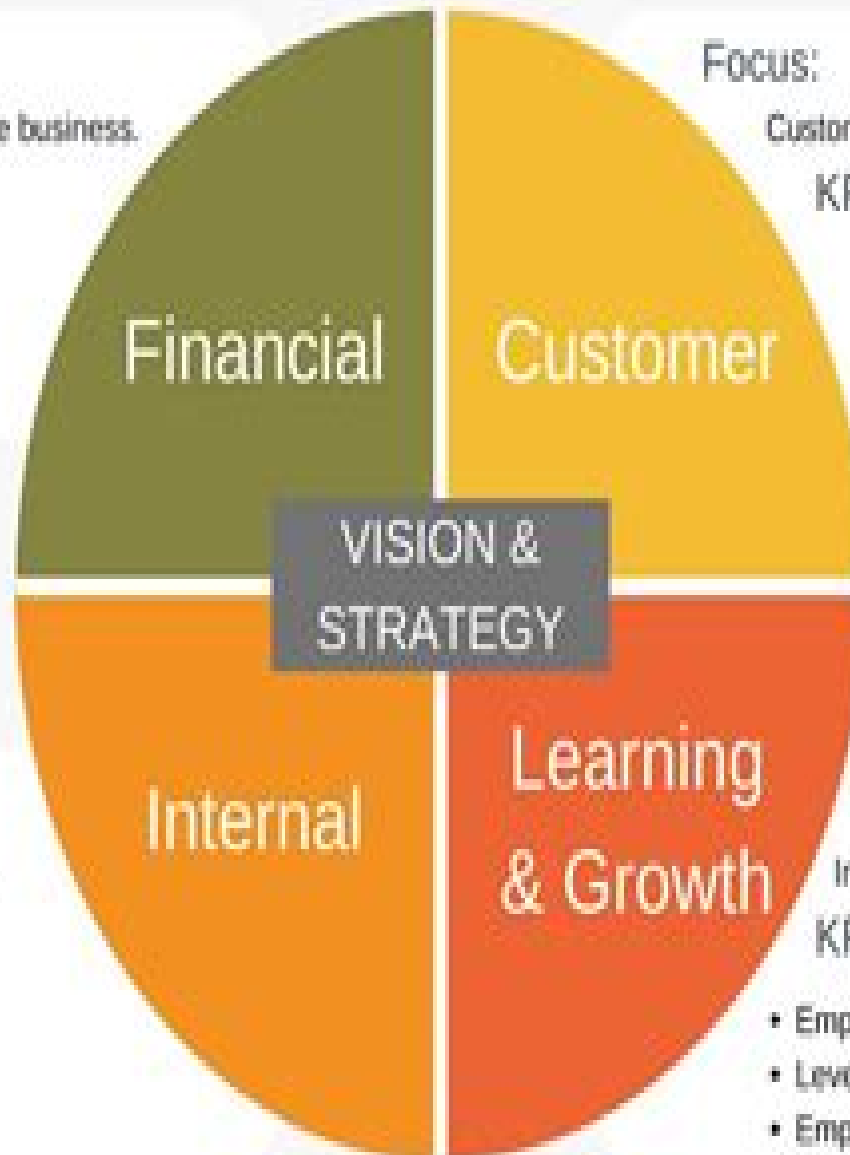 Focus:
business.
Financial
Customer
VISION &
STRATEGY
Internal
Learning
& Growth